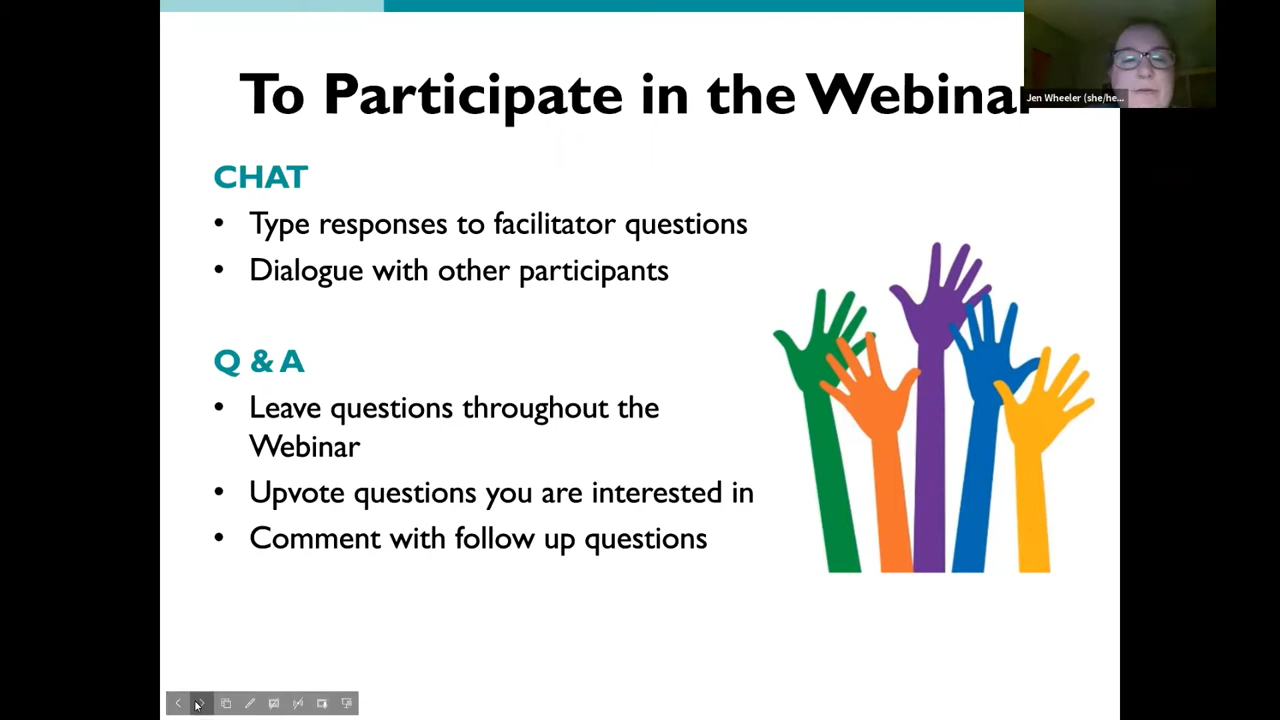 To Participate in the Webinar
Jen Wheeler (she/he...
CHAT
• Type responses to facilitator questions
• Dialogue with other participants
Q & A
• Leave questions throughout the
Webinar
• Upvote questions you are interested in
• Comment with follow up questions